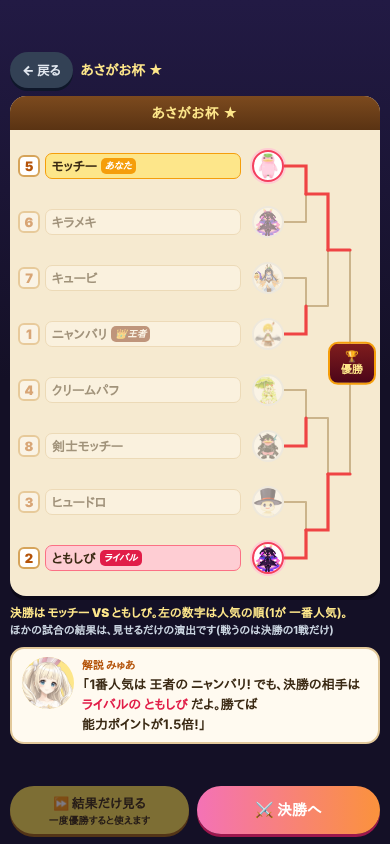 ← 戻る あさがお杯 ★
あさがお杯 ★
5 モッチー あなた
6 キラメキ
7 キュービ
1 ニャンバリ 👑王者
🏆
優勝
4 クリームパフ
8 剣士モッチー
3 ヒュードロ
2 ともしび ライバル
決勝は モッチー VS ともしび。左の数字は人気の順(1が 一番人気)。
ほかの試合の結果は、見せるだけの演出です(戦うのは決勝の1戦だけ)
解説 みゅあ
「1番人気は 王者の ニャンバリ! でも、決勝の相手は
ライバルの ともしび だよ。勝てば
能力ポイントが1.5倍!」
⏩ 結果だけ見る
一度優勝すると使えます
⚔️ 決勝へ